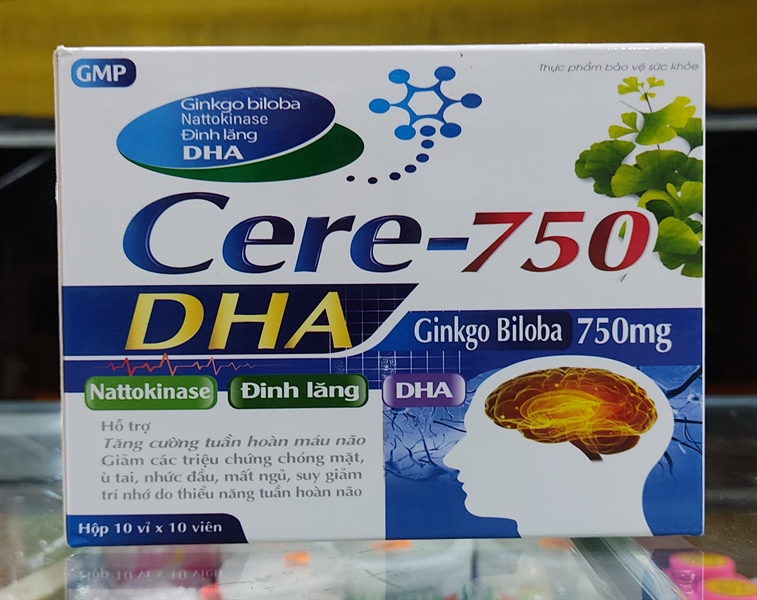 GMP
Thực phẩm bảo vệ sức khỏe
Ginkgo biloba
Nattokinase
Đinh lăng
DHA
Cere-750
DHA
Ginkgo Biloba 750mg
Nattokinase
Đinh lăng
DHA
Hỗ trợ
Tăng cường tuần hoàn máu não
Giảm các triệu chứng chóng mặt,
ù tai, nhức đầu, mất ngủ, suy giảm
trí nhớ do thiểu năng tuần hoàn não
Hộp 10 vỉ x 10 viên